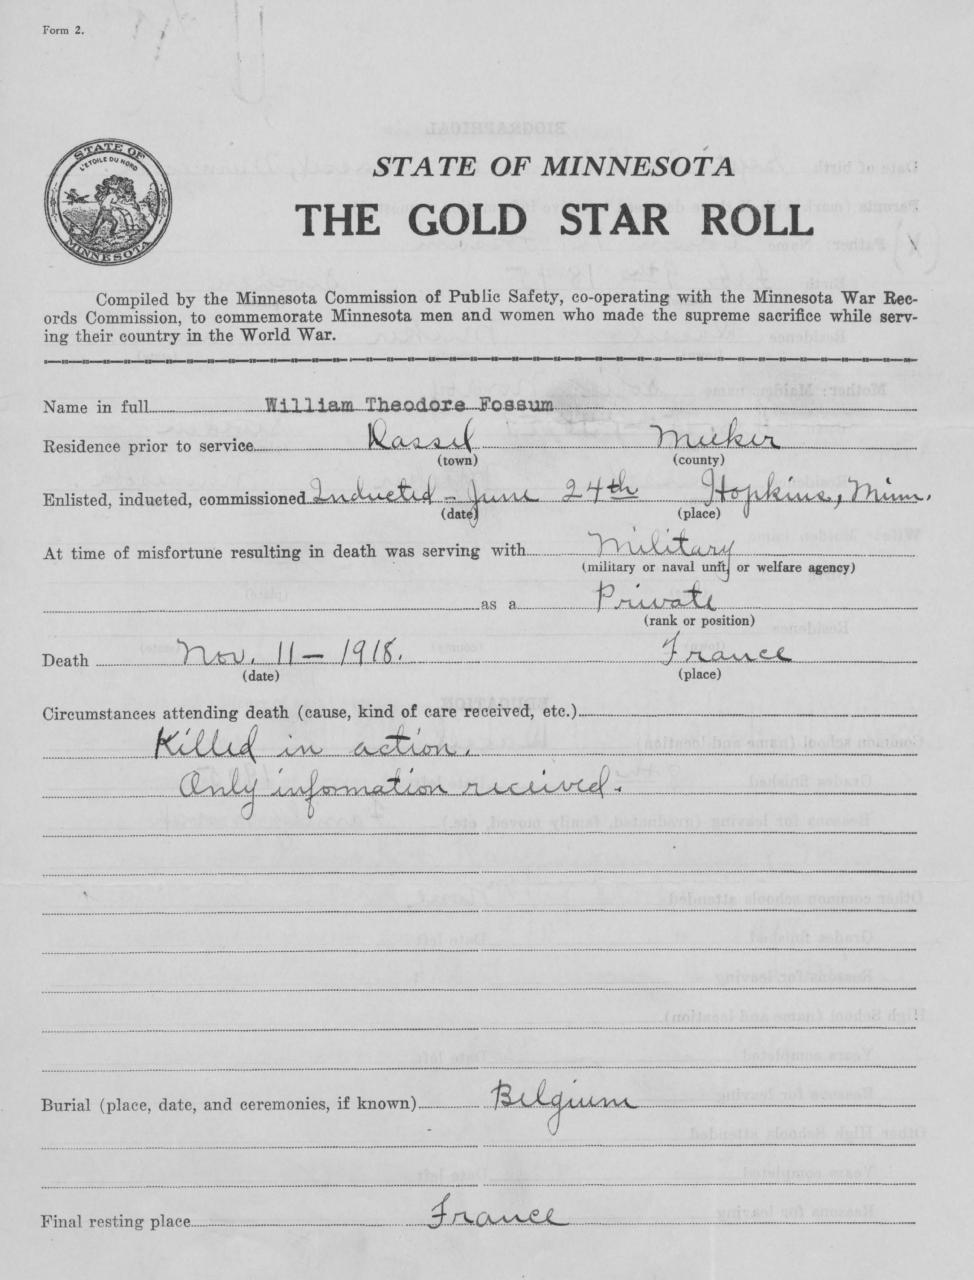 Form 2.
STATE OF
L'ETOILE DU NORD
MINNESOTA
STATE OF MINNESOTA
THE GOLD STAR ROLL
Compiled by the Minnesota Commission of Public Safety, co-operating with the Minnesota War Rec-
ords Commission, to commemorate Minnesota men and women who made the supreme sacrifice while serv-
ing their country in the World War.
Name in full William Theodore Fossum
Residence prior to service Dassel Meeker
(town) (county)
Enlisted, inducted, commissioned Inducted - June 24th Hopkins, Minn.
(date) (place)
At time of misfortune resulting in death was serving with Military
(military or naval unit, or welfare agency)
as a Private
(rank or position)
Death Nov. 11 - 1918. France
(date) (place)
Circumstances attending death (cause, kind of care received, etc.)
Killed in action.
Only information received.
Burial (place, date, and ceremonies, if known) Belgium
Final resting place France